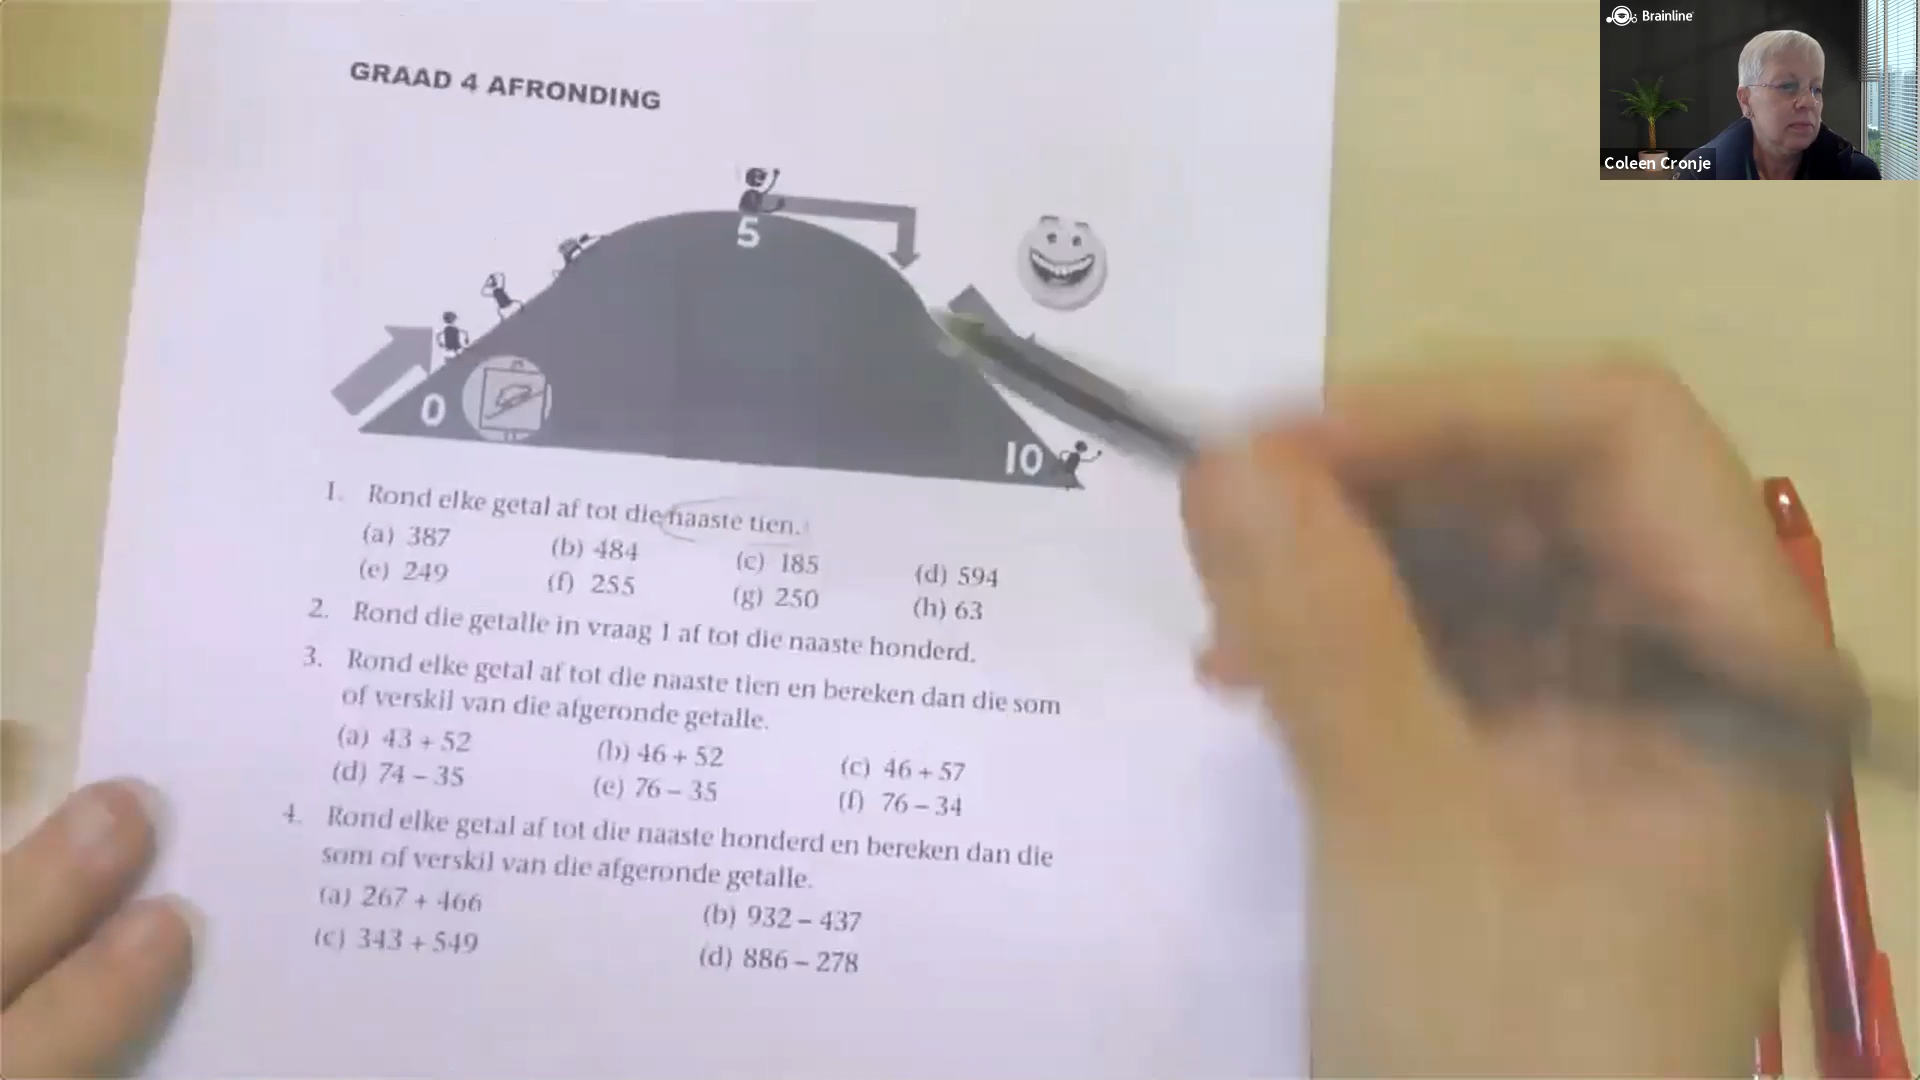 Brainline
Coleen Cronje
GRAAD 4 AFRONDING
5
0
10
1. Rond elke getal af tot die naaste tien.
(a) 387 (b) 484 (c) 185 (d) 594
(e) 249 (f) 255 (g) 250 (h) 63
2. Rond die getalle in vraag 1 af tot die naaste honderd.
3. Rond elke getal af tot die naaste tien en bereken dan die som
of verskil van die afgeronde getalle.
(a) 43 + 52 (b) 46 + 52 (c) 46 + 57
(d) 74 – 35 (e) 76 – 35 (f) 76 – 34
4. Rond elke getal af tot die naaste honderd en bereken dan die
som of verskil van die afgeronde getalle.
(a) 267 + 466 (b) 932 – 437
(c) 343 + 549 (d) 886 – 278